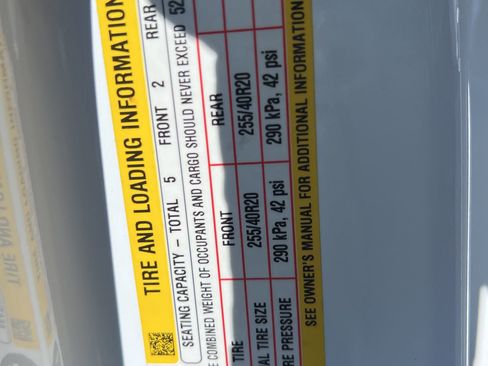 TIRE AND LOADING INFORMATION
SEATING CAPACITY – TOTAL 5 FRONT 2 REAR
COMBINED WEIGHT OF OCCUPANTS AND CARGO SHOULD NEVER EXCEED 52
TIRE FRONT REAR
TIRE SIZE 255/40R20 255/40R20
PRESSURE 290 kPa, 42 psi 290 kPa, 42 psi
SEE OWNER'S MANUAL FOR ADDITIONAL INFORMATION